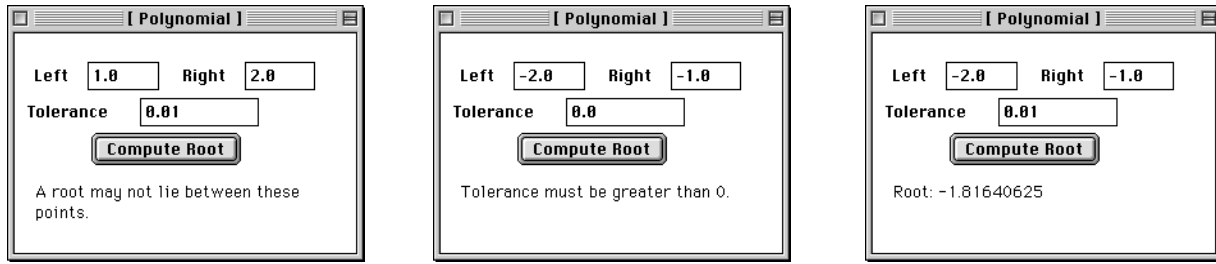 [ Polynomial ]
Left 1.0 Right 2.0
Tolerance 0.01
Compute Root
A root may not lie between these
points.
[ Polynomial ]
Left -2.0 Right -1.0
Tolerance 0.0
Compute Root
Tolerance must be greater than 0.
[ Polynomial ]
Left -2.0 Right -1.0
Tolerance 0.01
Compute Root
Root: -1.81640625